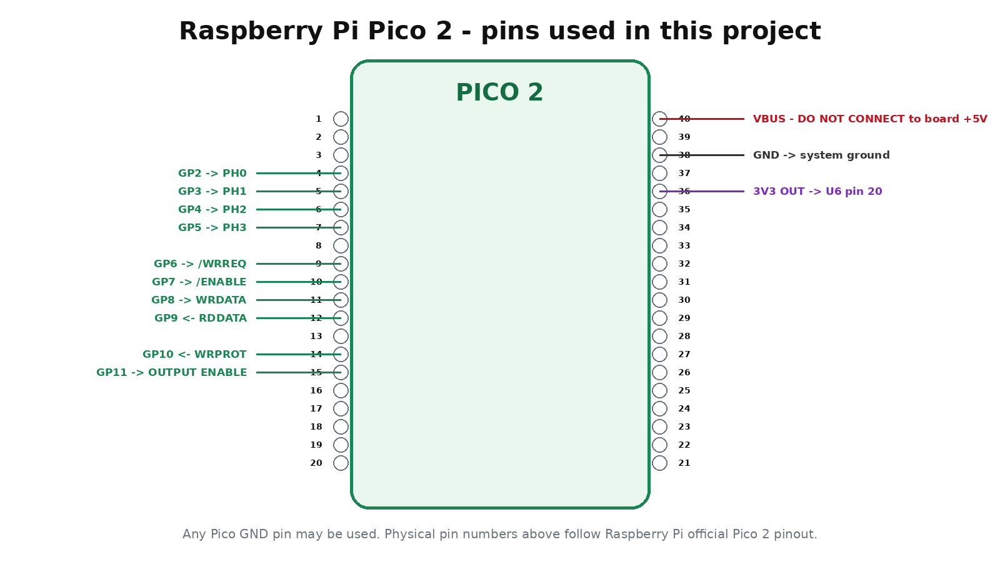 Raspberry Pi Pico 2 - pins used in this project
PICO 2
1
40 VBUS - DO NOT CONNECT to board +5V
2
39
3
38 GND -> system ground
GP2 -> PH0 4
37
GP3 -> PH1 5
36 3V3 OUT -> U6 pin 20
GP4 -> PH2 6
35
GP5 -> PH3 7
34
8
33
GP6 -> /WRREQ 9
32
GP7 -> /ENABLE 10
31
GP8 -> WRDATA 11
30
GP9 <- RDDATA 12
29
13
28
GP10 <- WRPROT 14
27
GP11 -> OUTPUT ENABLE 15
26
16
25
17
24
18
23
19
22
20
21
Any Pico GND pin may be used. Physical pin numbers above follow Raspberry Pi official Pico 2 pinout.